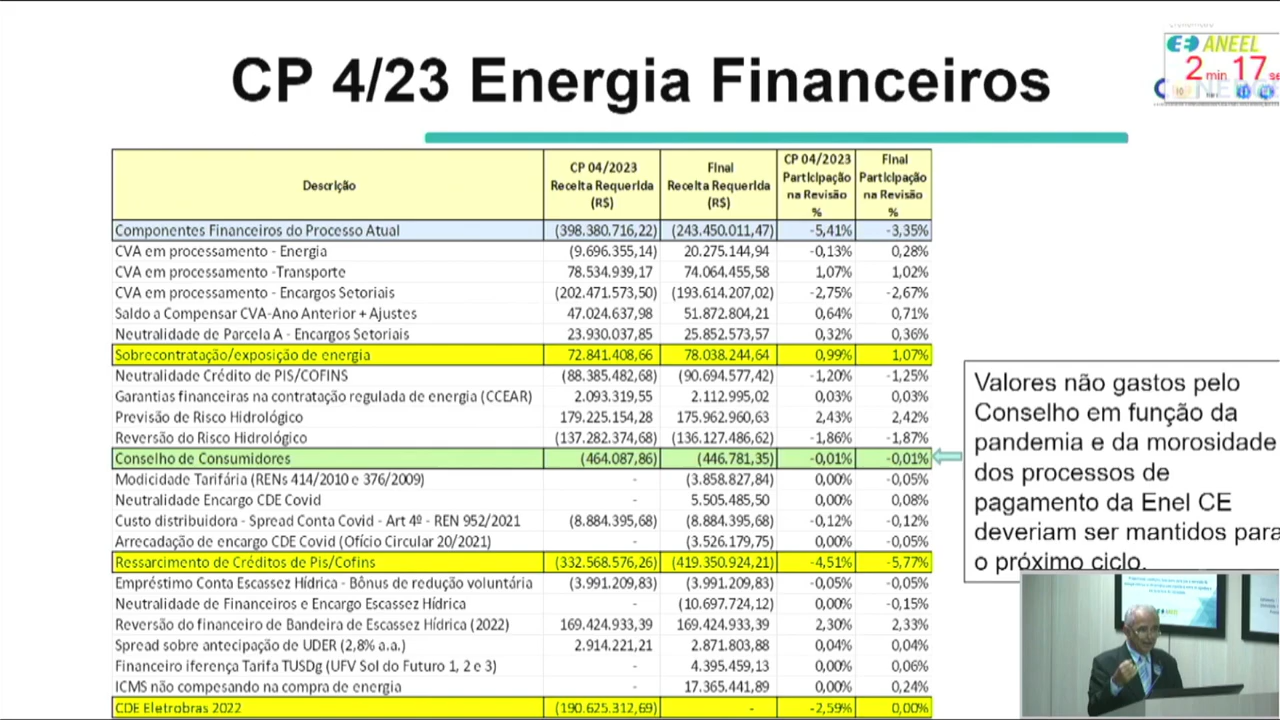 CP 4/23 Energia Financeiros
ANEEL
2 min 17 se
Descrição | CP 04/2023 Receita Requerida (R$) | Final Receita Requerida (R$) | CP 04/2023 Participação na Revisão % | Final Participação na Revisão %
Componentes Financeiros do Processo Atual (398.380.716,22) (243.450.011,47) -5,41% -3,35%
CVA em processamento - Energia (9.696.355,14) 20.275.144,94 -0,13% 0,28%
CVA em processamento -Transporte 78.534.939,17 74.064.455,58 1,07% 1,02%
CVA em processamento - Encargos Setoriais (202.471.573,50) (193.614.207,02) -2,75% -2,67%
Saldo a Compensar CVA-Ano Anterior + Ajustes 47.024.637,98 51.872.804,21 0,64% 0,71%
Neutralidade de Parcela A - Encargos Setoriais 23.930.037,85 25.852.573,57 0,32% 0,36%
Sobrecontratação/exposição de energia 72.841.408,66 78.038.244,64 0,99% 1,07%
Neutralidade Crédito de PIS/COFINS (88.385.482,68) (90.694.577,42) -1,20% -1,25%
Garantias financeiras na contratação regulada de energia (CCEAR) 2.093.319,55 2.112.995,02 0,03% 0,03%
Previsão de Risco Hidrológico 179.225.154,28 175.962.960,63 2,43% 2,42%
Reversão do Risco Hidrológico (137.282.374,68) (136.127.486,62) -1,86% -1,87%
Conselho de Consumidores (464.087,86) (446.781,35) -0,01% -0,01%
Modicidade Tarifária (RENs 414/2010 e 376/2009) - (3.858.827,84) 0,00% -0,05%
Neutralidade Encargo CDE Covid - 5.505.485,50 0,00% 0,08%
Custo distribuidora - Spread Conta Covid - Art 4º - REN 952/2021 (8.884.395,68) (8.884.395,68) -0,12% -0,12%
Arrecadação de encargo CDE Covid (Ofício Circular 20/2021) - (3.526.179,75) 0,00% -0,05%
Ressarcimento de Créditos de Pis/Cofins (332.568.576,26) (419.350.924,21) -4,51% -5,77%
Empréstimo Conta Escassez Hídrica - Bônus de redução voluntária (3.991.209,83) (3.991.209,83) -0,05% -0,05%
Neutralidade de Financeiros e Encargo Escassez Hídrica - (10.697.724,12) 0,00% -0,15%
Reversão do financeiro de Bandeira de Escassez Hídrica (2022) 169.424.933,39 169.424.933,39 2,30% 2,33%
Spread sobre antecipação de UDER (2,8% a.a.) 2.914.221,21 2.871.803,88 0,04% 0,04%
Financeiro iferença Tarifa TUSDg (UFV Sol do Futuro 1, 2 e 3) - 4.395.459,13 0,00% 0,06%
ICMS não compesando na compra de energia - 17.365.441,89 0,00% 0,24%
CDE Eletrobras 2022 (190.625.312,69) - -2,59% 0,00%
Valores não gastos pelo
Conselho em função da
pandemia e da morosidade
dos processos de
pagamento da Enel CE
deveriam ser mantidos para
o próximo ciclo.